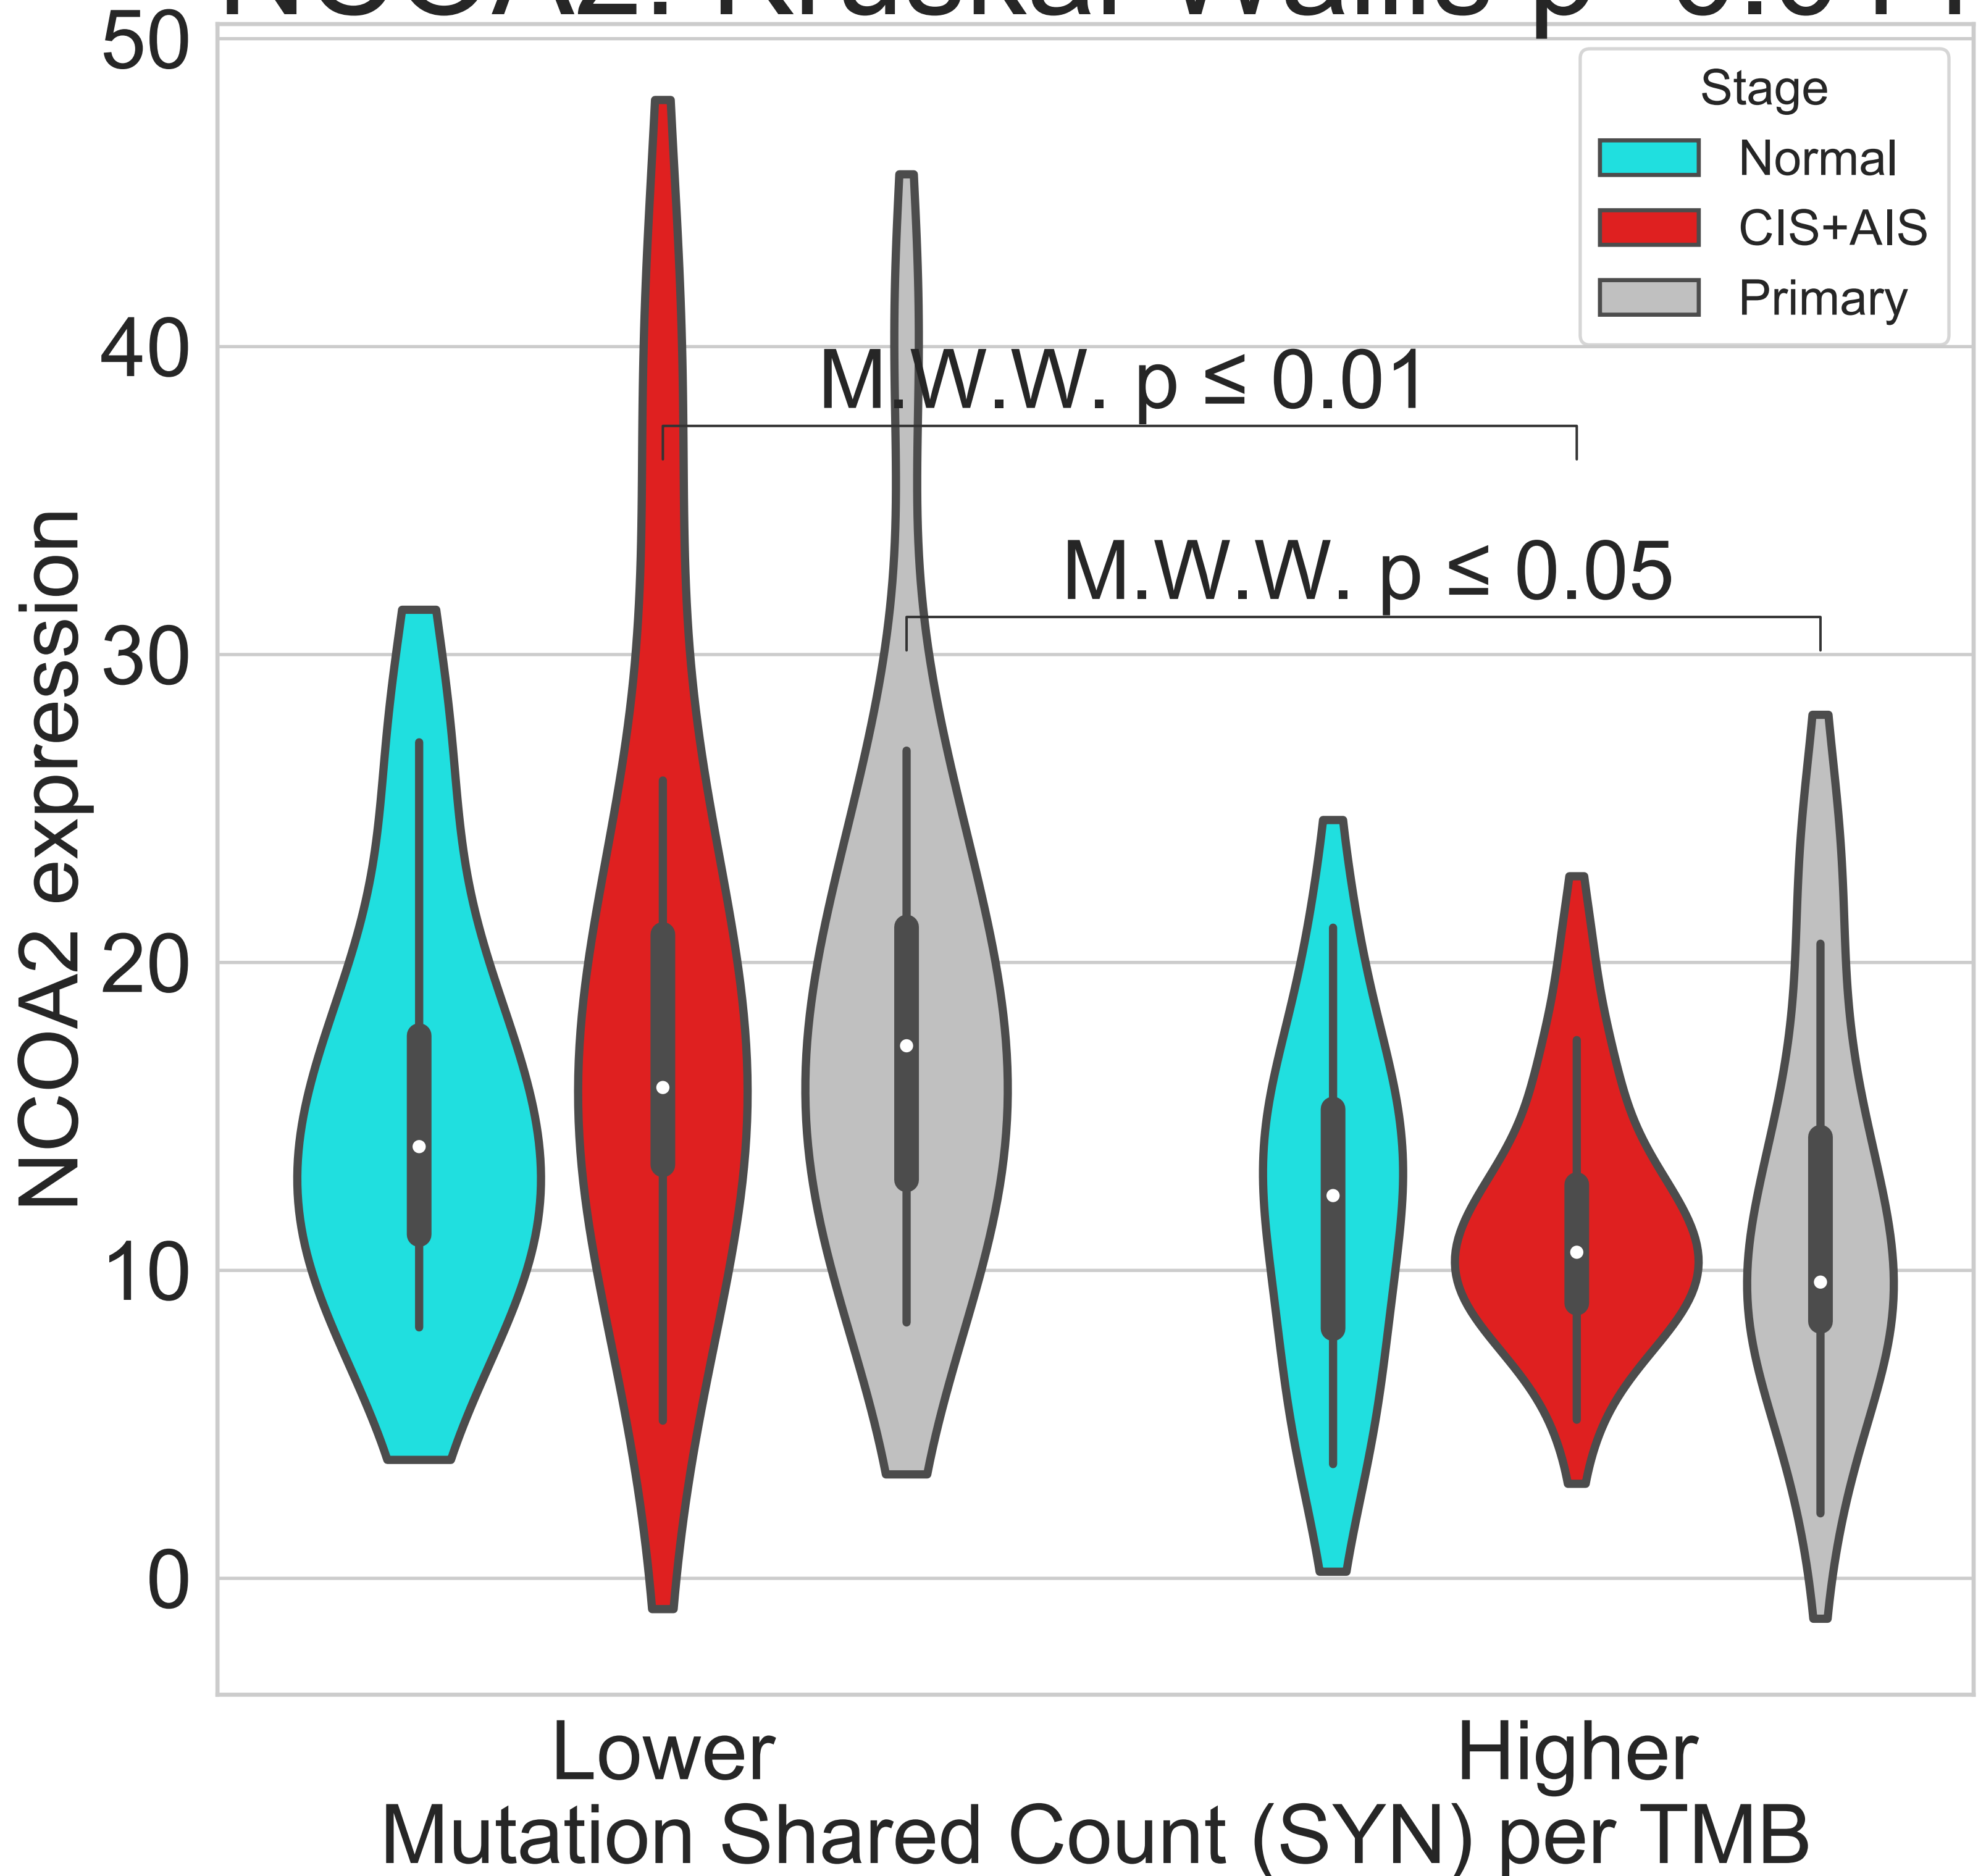 50
Stage
Normal
CIS+AIS
Primary
40
M.W.W. p ≤ 0.01
M.W.W. p ≤ 0.05
30
NCOA2 expression
20
10
0
Lower
Higher
Mutation Shared Count (SYN) per TMB